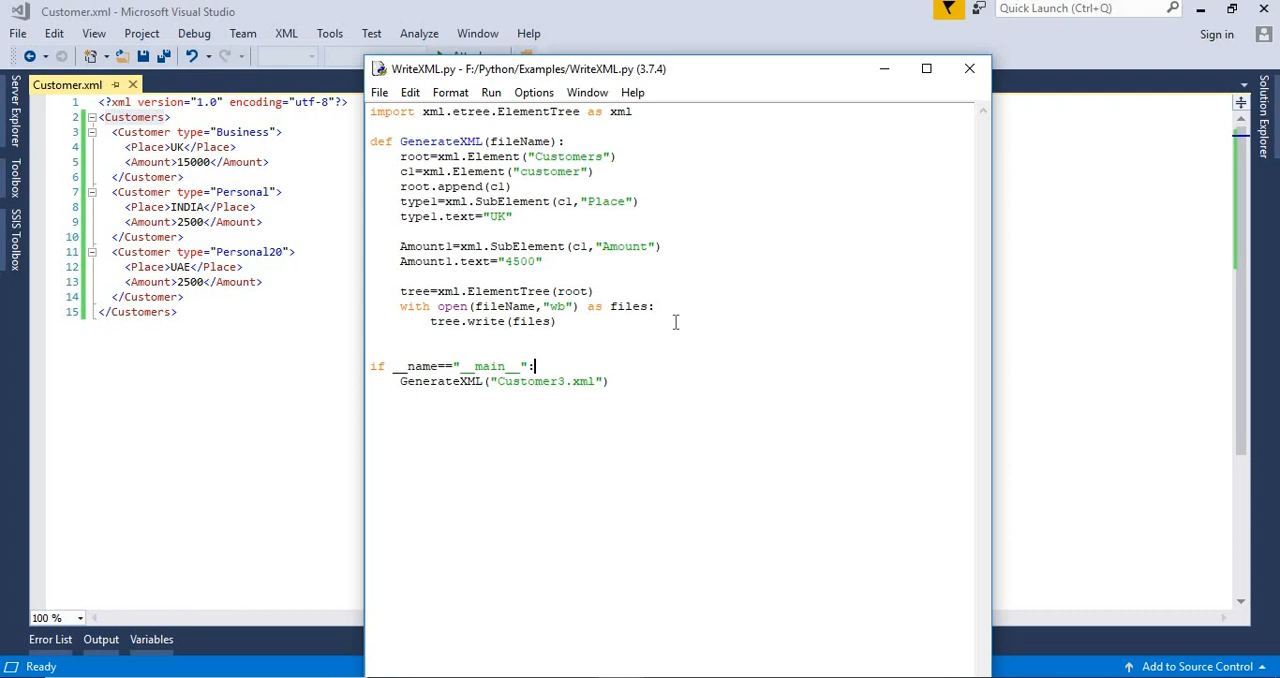 Customer.xml - Microsoft Visual Studio
Quick Launch (Ctrl+Q)
File Edit View Project Debug Team XML Tools Test Analyze Window Help
Sign in
Customer.xml
Server Explorer
Toolbox
SSIS Toolbox
Solution Explorer
1 <?xml version="1.0" encoding="utf-8"?>
2 <Customers>
3 <Customer type="Business">
4 <Place>UK</Place>
5 <Amount>15000</Amount>
6 </Customer>
7 <Customer type="Personal">
8 <Place>INDIA</Place>
9 <Amount>2500</Amount>
10 </Customer>
11 <Customer type="Personal20">
12 <Place>UAE</Place>
13 <Amount>2500</Amount>
14 </Customer>
15 </Customers>
WriteXML.py - F:/Python/Examples/WriteXML.py (3.7.4)
File Edit Format Run Options Window Help
import xml.etree.ElementTree as xml
def GenerateXML(fileName):
root=xml.Element("Customers")
c1=xml.Element("customer")
root.append(c1)
type1=xml.SubElement(c1,"Place")
type1.text="UK"
Amount1=xml.SubElement(c1,"Amount")
Amount1.text="4500"
tree=xml.ElementTree(root)
with open(fileName,"wb") as files:
tree.write(files)
if __name=="__main__":
GenerateXML("Customer3.xml")
100 %
Error List Output Variables
Ready
Add to Source Control